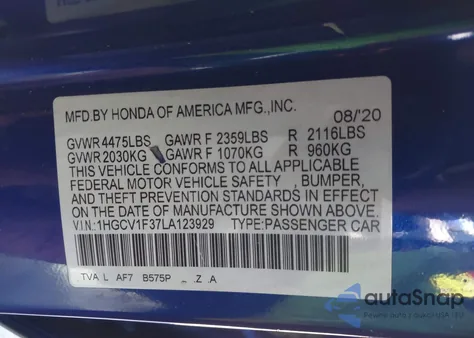 MFD.BY HONDA OF AMERICA MFG.,INC. 08/'20
GVWR 4475LBS GAWR F 2359LBS R 2116LBS
GVWR 2030KG GAWR F 1070KG R 960KG
THIS VEHICLE CONFORMS TO ALL APPLICABLE
FEDERAL MOTOR VEHICLE SAFETY , BUMPER,
AND THEFT PREVENTION STANDARDS IN EFFECT
ON THE DATE OF MANUFACTURE SHOWN ABOVE.
V.I.N:1HGCV1F37LA123929 TYPE:PASSENGER CAR
TVA L AF7 B575P _ .Z .A
autaSnap